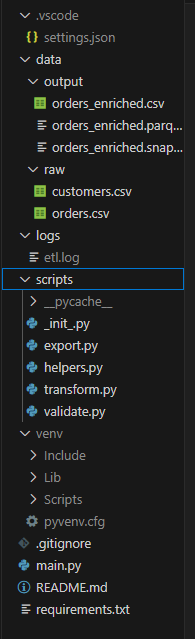 .vscode
settings.json
data
output
orders_enriched.csv
orders_enriched.parq...
orders_enriched.snap...
raw
customers.csv
orders.csv
logs
etl.log
scripts
__pycache__
_init_.py
export.py
helpers.py
transform.py
validate.py
venv
Include
Lib
Scripts
pyvenv.cfg
.gitignore
main.py
README.md
requirements.txt